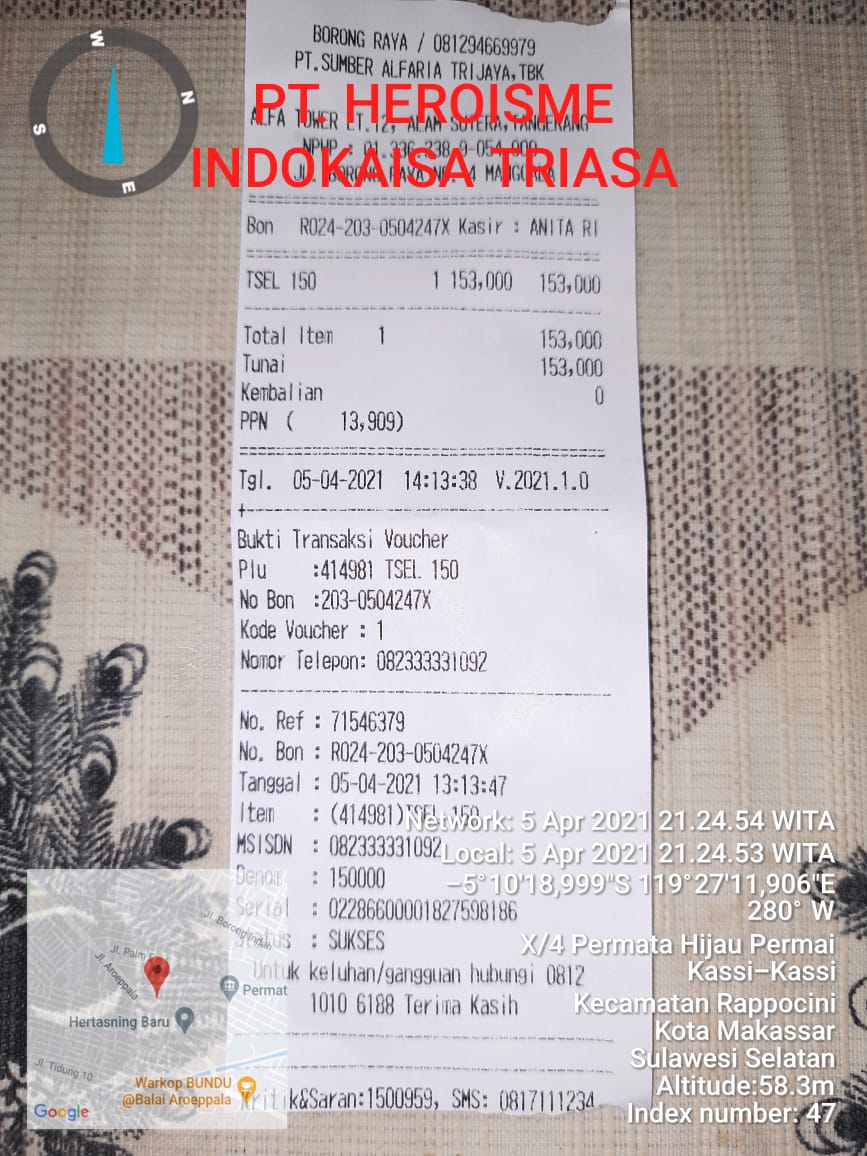 BORONG RAYA / 081294669979
PT.SUMBER ALFARIA TRIJAYA,TBK
PT. HEROISME
INDOKAISA TRIASA
ALFA TOWER LT.12, ALAM SUTERA,TANGERANG
NPWP : 01.336.238.9-054.000
JL. BORONG RAYA NO. 4 MANGGALA
Bon R024-203-0504247X Kasir : ANITA RI
TSEL 150 1 153,000 153,000
Total Item 1 153,000
Tunai 153,000
Kembalian 0
PPN ( 13,909)
Tgl. 05-04-2021 14:13:38 V.2021.1.0
Bukti Transaksi Voucher
Plu :414981 TSEL 150
No Bon :203-0504247X
Kode Voucher : 1
Nomor Telepon: 082333331092
No. Ref : 71546379
No. Bon : R024-203-0504247X
Tanggal : 05-04-2021 13:13:47
Item : (414981)TSEL 150
MSISDN : 082333331092
Denom : 150000
Serial : 02286600001827598186
Status : SUKSES
Untuk keluhan/gangguan hubungi 0812
1010 6188 Terima Kasih
Kritik&Saran:1500959, SMS: 0817111234
Network: 5 Apr 2021 21.24.54 WITA
Local: 5 Apr 2021 21.24.53 WITA
-5°10'18,999"S 119°27'11,906"E
280° W
X/4 Permata Hijau Permai
Kassi-Kassi
Kecamatan Rappocini
Kota Makassar
Sulawesi Selatan
Altitude:58.3m
Index number: 47
W
N
S
E
Jl. Borong Indah
Jl. Palm
Jl. Aroeppala
Permat
Hertasning Baru
Jl. Tidung 10
Warkop BUNDU
@Balai Aroeppala
Google